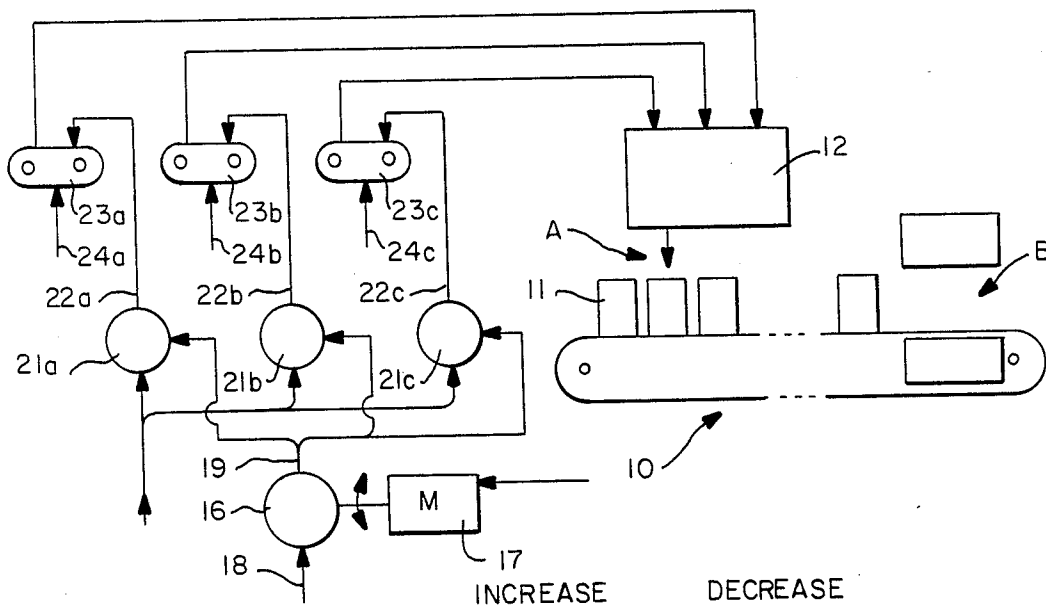 12
23a
23b
23c
A
24a
24b
24c
B
22a
22b
22c
11
21a
21b
21c
19
10
16
M
18
17
INCREASE DECREASE